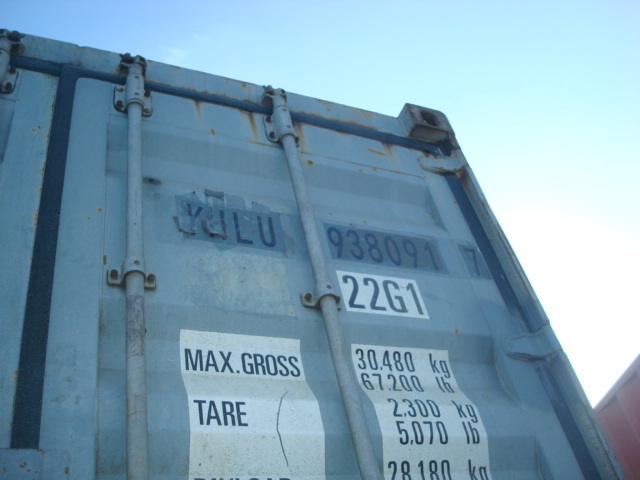 938091 7
22G1
MAX.GROSS 30.480 kg
67.200 lb
TARE 2.300 kg
5.070 lb
28.180 kg